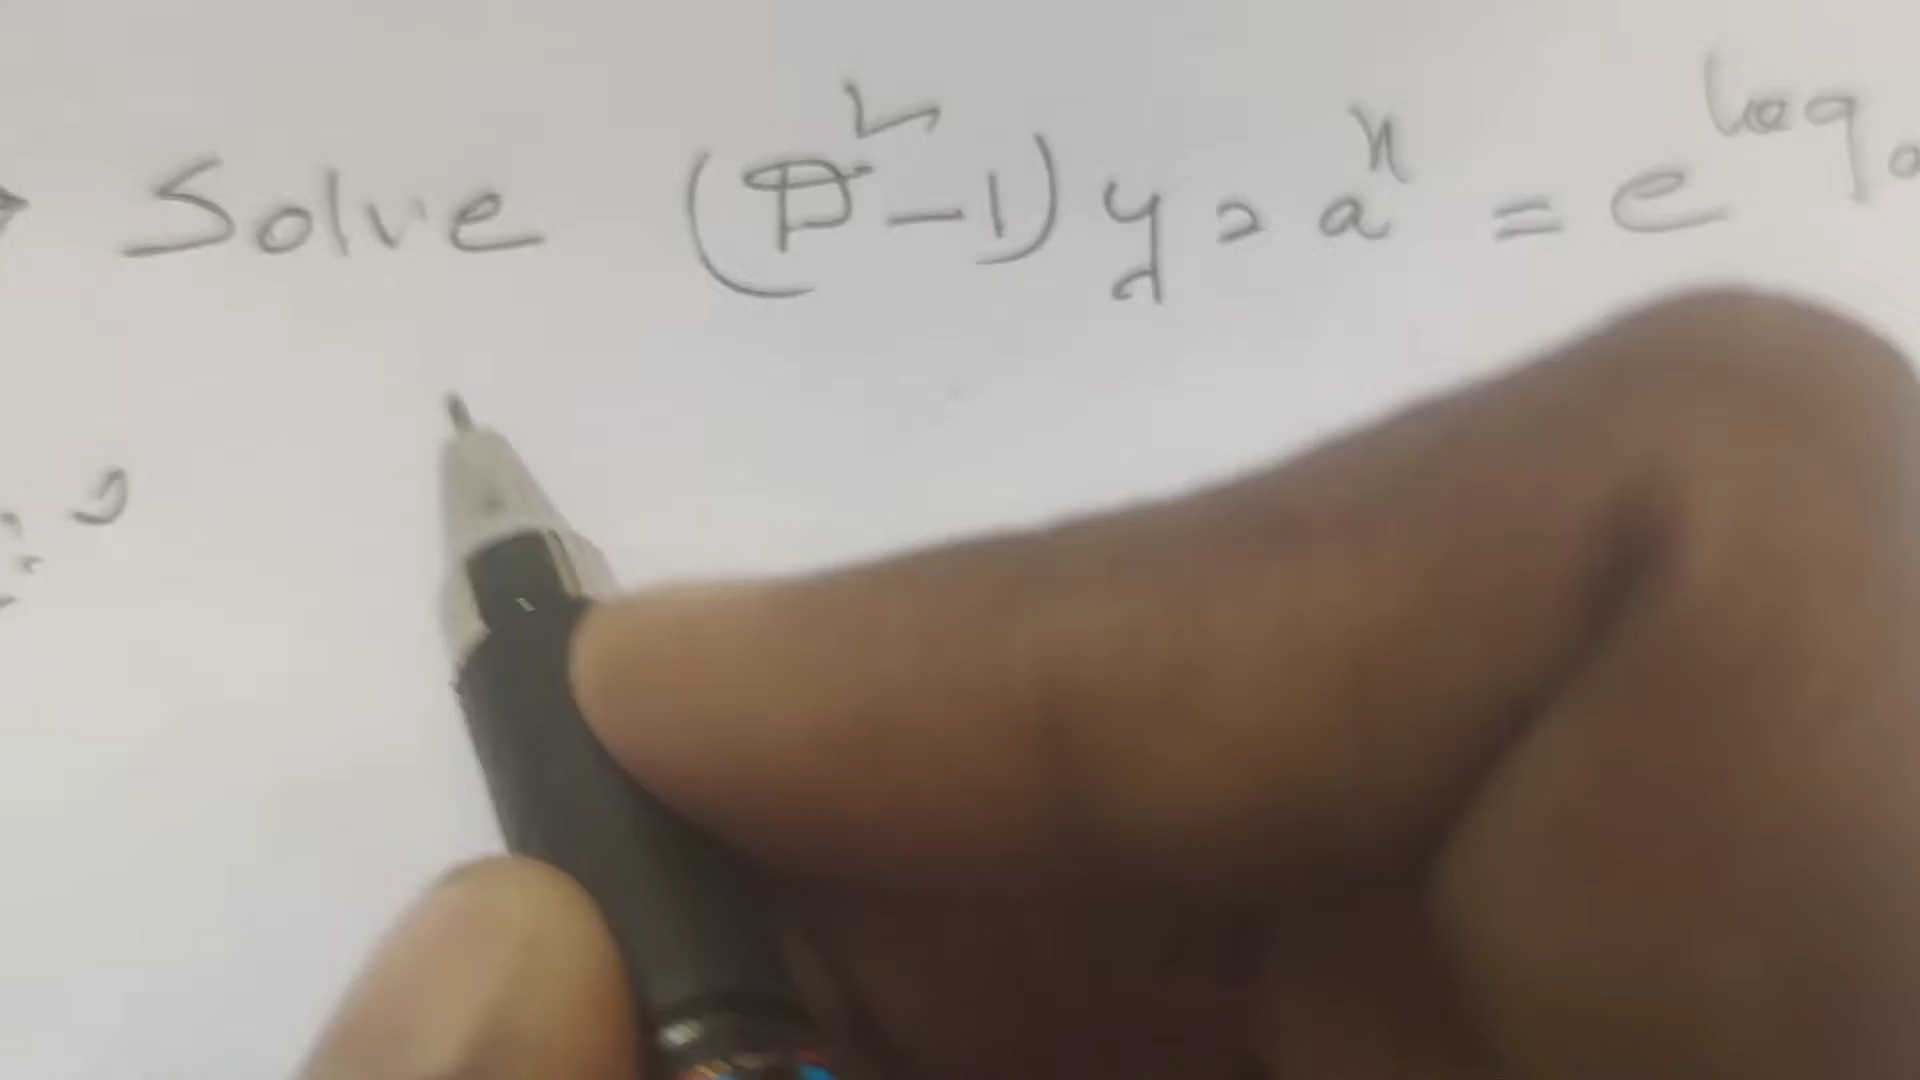 Solve (D²-1)y = aˣ = e^log a